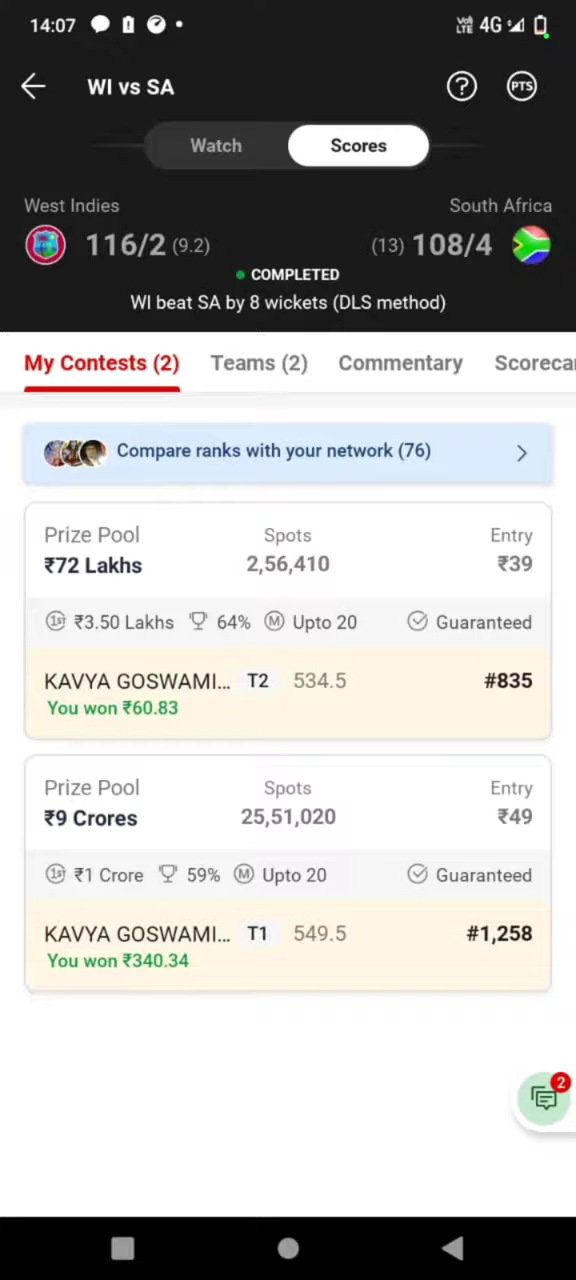 14:07
VoI LTE 4G
WI vs SA
? PTS
Watch Scores
West Indies South Africa
116/2 (9.2) (13) 108/4
COMPLETED
WI beat SA by 8 wickets (DLS method)
My Contests (2) Teams (2) Commentary Scorecar
Compare ranks with your network (76)
Prize Pool Spots Entry
₹72 Lakhs 2,56,410 ₹39
1st ₹3.50 Lakhs 64% M Upto 20 Guaranteed
KAVYA GOSWAMI... T2 534.5 #835
You won ₹60.83
Prize Pool Spots Entry
₹9 Crores 25,51,020 ₹49
1st ₹1 Crore 59% M Upto 20 Guaranteed
KAVYA GOSWAMI... T1 549.5 #1,258
You won ₹340.34
2